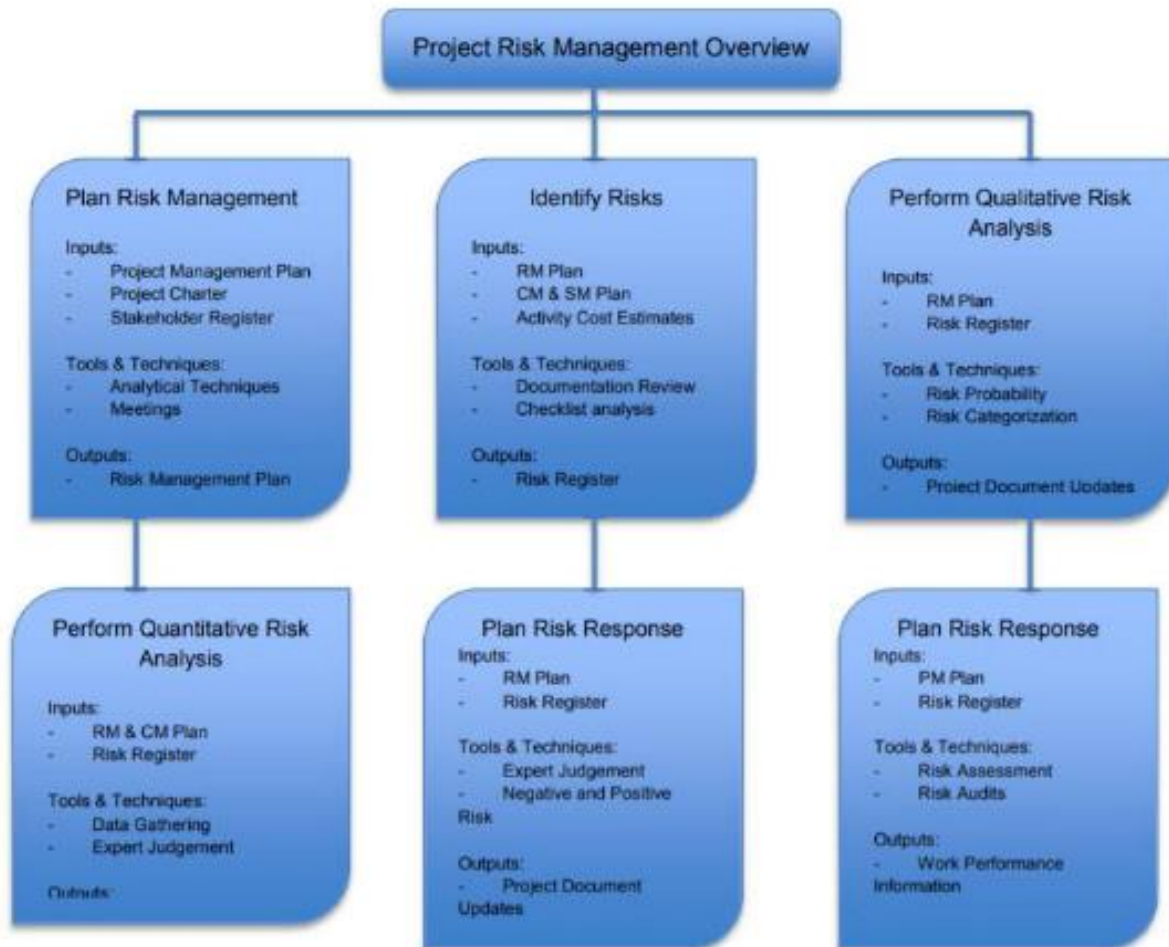 Project Risk Management Overview
Plan Risk Management
Inputs:
- Project Management Plan
- Project Charter
- Stakeholder Register
Tools & Techniques:
- Analytical Techniques
- Meetings
Outputs:
- Risk Management Plan
Identify Risks
Inputs:
- RM Plan
- CM & SM Plan
- Activity Cost Estimates
Tools & Techniques:
- Documentation Review
- Checklist analysis
Outputs:
- Risk Register
Perform Qualitative Risk
Analysis
Inputs:
- RM Plan
- Risk Register
Tools & Techniques:
- Risk Probability
- Risk Categorization
Outputs:
- Project Document Updates
Perform Quantitative Risk
Analysis
Inputs:
- RM & CM Plan
- Risk Register
Tools & Techniques:
- Data Gathering
- Expert Judgement
Outputs:
Plan Risk Response
Inputs:
- RM Plan
- Risk Register
Tools & Techniques:
- Expert Judgement
- Negative and Positive
Risk
Outputs:
- Project Document
Updates
Plan Risk Response
Inputs:
- PM Plan
- Risk Register
Tools & Techniques:
- Risk Assessment
- Risk Audits
Outputs:
- Work Performance
Information